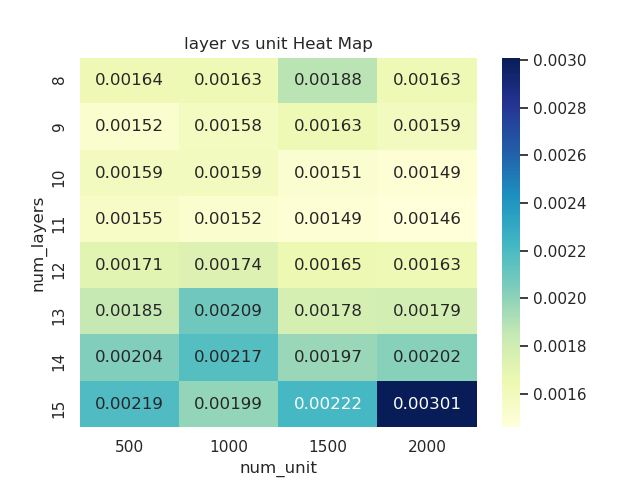 layer vs unit Heat Map
num_layers
8 0.00164 0.00163 0.00188 0.00163
9 0.00152 0.00158 0.00163 0.00159
10 0.00159 0.00159 0.00151 0.00149
11 0.00155 0.00152 0.00149 0.00146
12 0.00171 0.00174 0.00165 0.00163
13 0.00185 0.00209 0.00178 0.00179
14 0.00204 0.00217 0.00197 0.00202
15 0.00219 0.00199 0.00222 0.00301
500 1000 1500 2000
num_unit
0.0030
0.0028
0.0026
0.0024
0.0022
0.0020
0.0018
0.0016